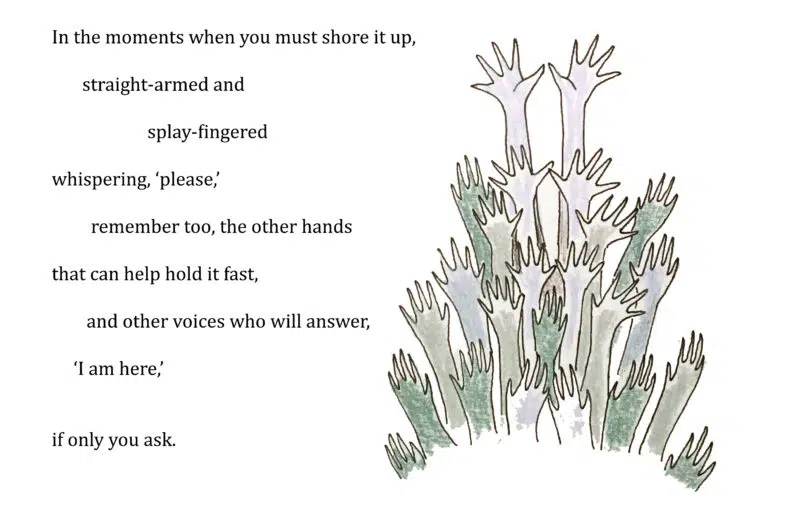 In the moments when you must shore it up,
straight-armed and
splay-fingered
whispering, ‘please,’
remember too, the other hands
that can help hold it fast,
and other voices who will answer,
‘I am here,’
if only you ask.